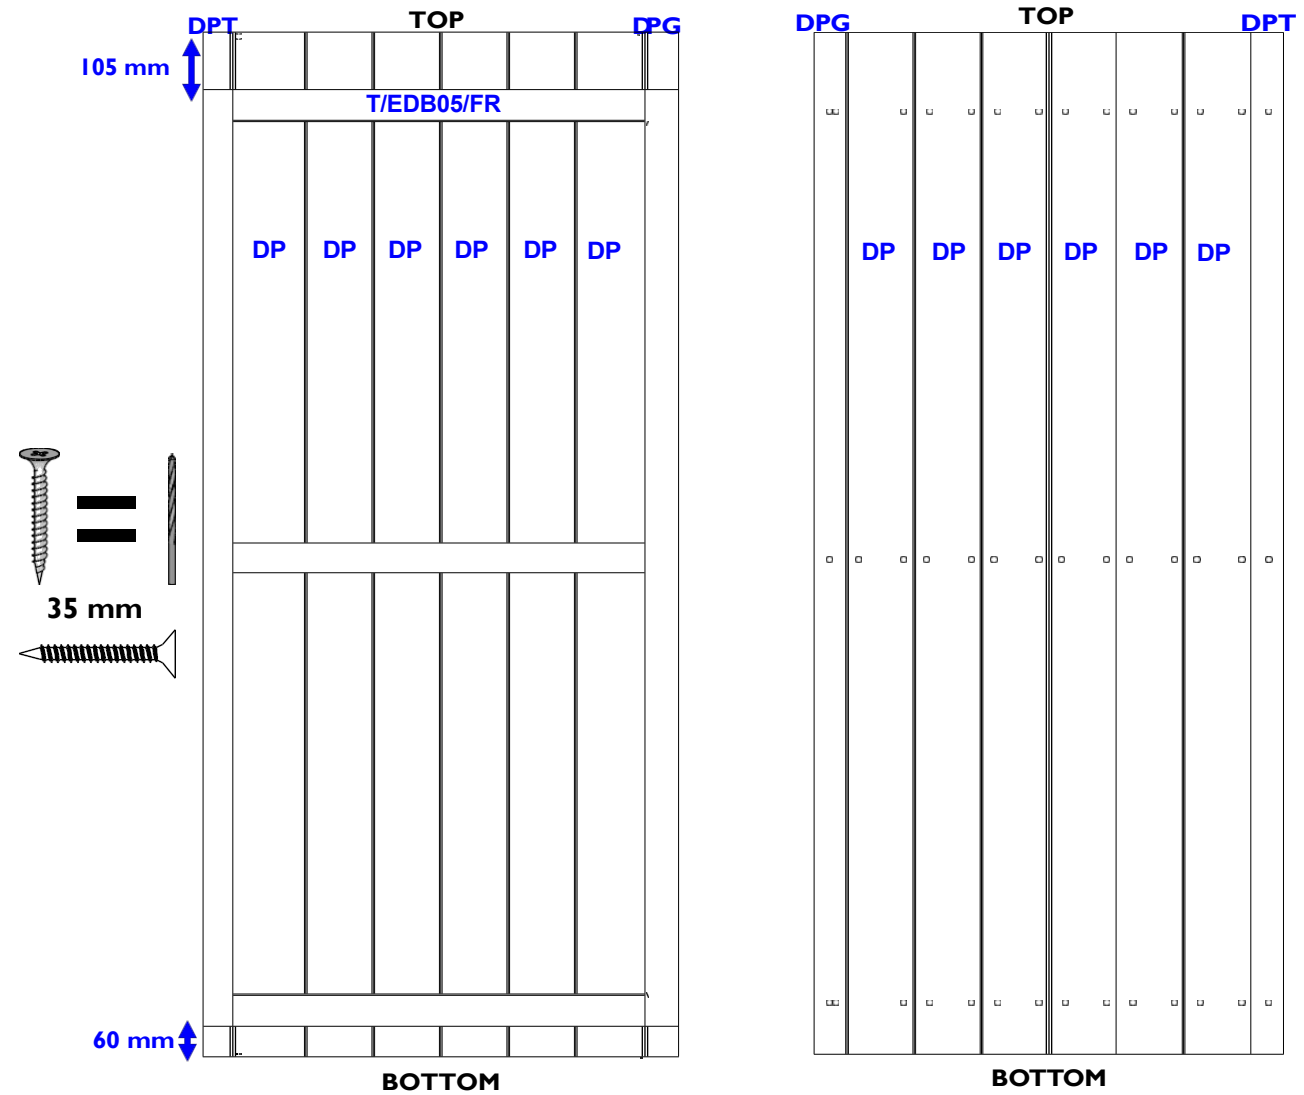 DPT TOP DPG
105 mm
T/EDB05/FR
DP DP DP DP DP DP
35 mm
60 mm
BOTTOM
DPG TOP DPT
DP DP DP DP DP DP
BOTTOM